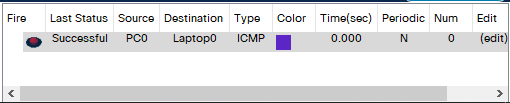 Fire Last Status Source Destination Type Color Time(sec) Periodic Num Edit
Successful PC0 Laptop0 ICMP 0.000 N 0 (edit)